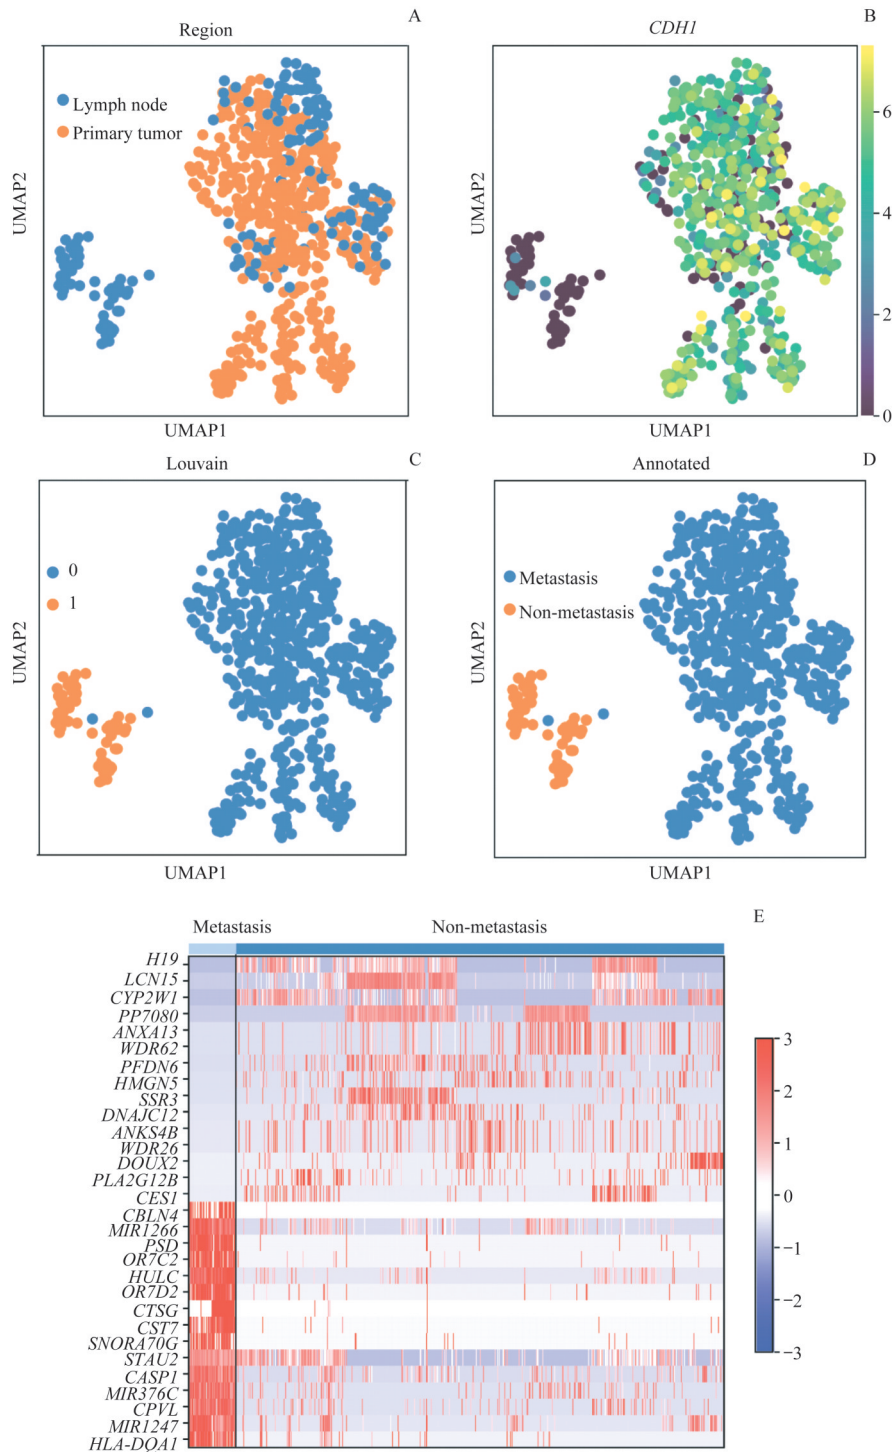 A
Region
Lymph node
Primary tumor
UMAP2
UMAP1
B
CDH1
6
4
2
0
UMAP2
UMAP1
C
Louvain
0
1
UMAP2
UMAP1
D
Annotated
Metastasis
Non-metastasis
UMAP2
UMAP1
E
Metastasis
Non-metastasis
H19
LCN15
CYP2W1
PP7080
ANXA13
WDR62
PFDN6
HMGN5
SSR3
DNAJC12
ANKS4B
WDR26
DOUX2
PLA2G12B
CES1
CBLN4
MIR1266
PSD
OR7C2
HULC
OR7D2
CTSG
CST7
SNORA70G
STAU2
CASP1
MIR376C
CPVL
MIR1247
HLA-DQA1
3
2
1
0
−1
−2
−3